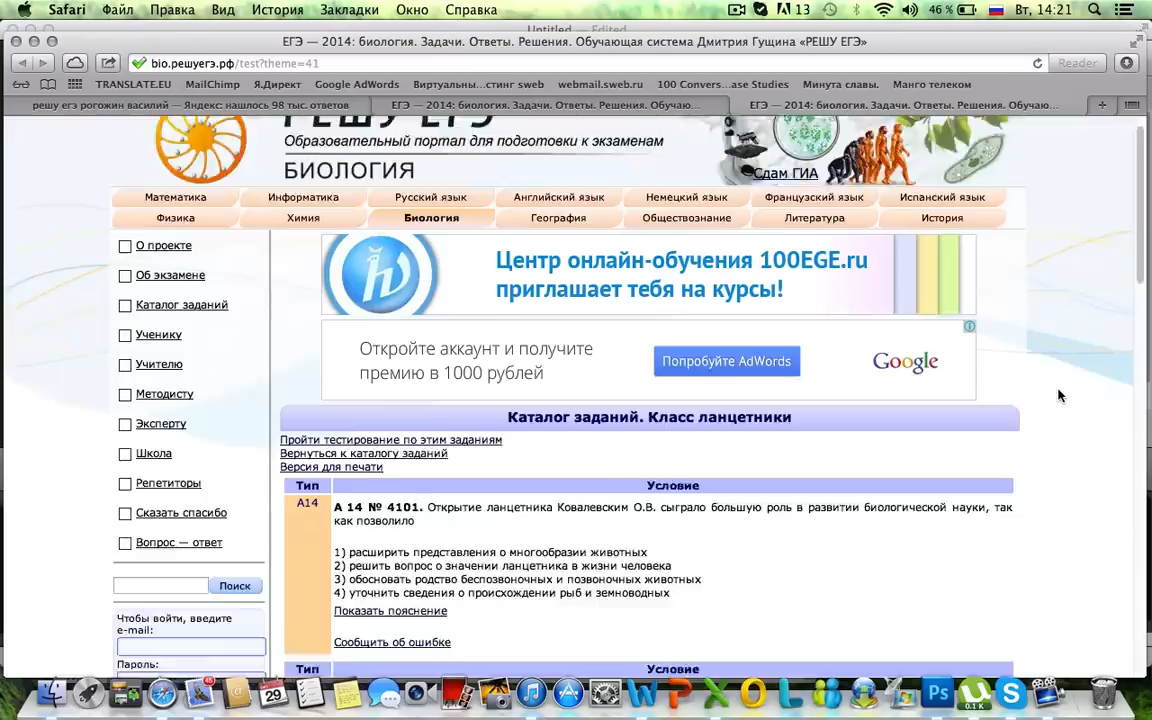 Safari Файл Правка Вид История Закладки Окно Справка 13 46 % Вт, 14:21
Untitled — Edited
ЕГЭ — 2014: биология. Задачи. Ответы. Решения. Обучающая система Дмитрия Гущина «РЕШУ ЕГЭ»
bio.решуегэ.рф/test?theme=41 Reader
TRANSLATE.EU MailChimp Я.Директ Google AdWords Виртуальны...стинг sweb webmail.sweb.ru 100 Convers...ase Studies Минута славы. Манго телеком
решу егэ рогожин василий — Яндекс: нашлось 98 тыс. ответов ЕГЭ — 2014: биология. Задачи. Ответы. Решения. Обучаю... ЕГЭ — 2014: биология. Задачи. Ответы. Решения. Обучаю...
РЕШУ ЕГЭ
Образовательный портал для подготовки к экзаменам
БИОЛОГИЯ
Сдам ГИА
Математика Информатика Русский язык Английский язык Немецкий язык Французский язык Испанский язык
Физика Химия Биология География Обществознание Литература История
О проекте
Об экзамене
Каталог заданий
Ученику
Учителю
Методисту
Эксперту
Школа
Репетиторы
Сказать спасибо
Вопрос — ответ
Поиск
Чтобы войти, введите
e-mail:
Пароль:
Центр онлайн-обучения 100EGE.ru
приглашает тебя на курсы!
Откройте аккаунт и получите
премию в 1000 рублей
Попробуйте AdWords
Google
Каталог заданий. Класс ланцетники
Пройти тестирование по этим заданиям
Вернуться к каталогу заданий
Версия для печати
Тип Условие
A14
A 14 № 4101. Открытие ланцетника Ковалевским О.В. сыграло большую роль в развитии биологической науки, так
как позволило
1) расширить представления о многообразии животных
2) решить вопрос о значении ланцетника в жизни человека
3) обосновать родство беспозвоночных и позвоночных животных
4) уточнить сведения о происхождении рыб и земноводных
Показать пояснение
Сообщить об ошибке
Тип Условие
29
0.1 K